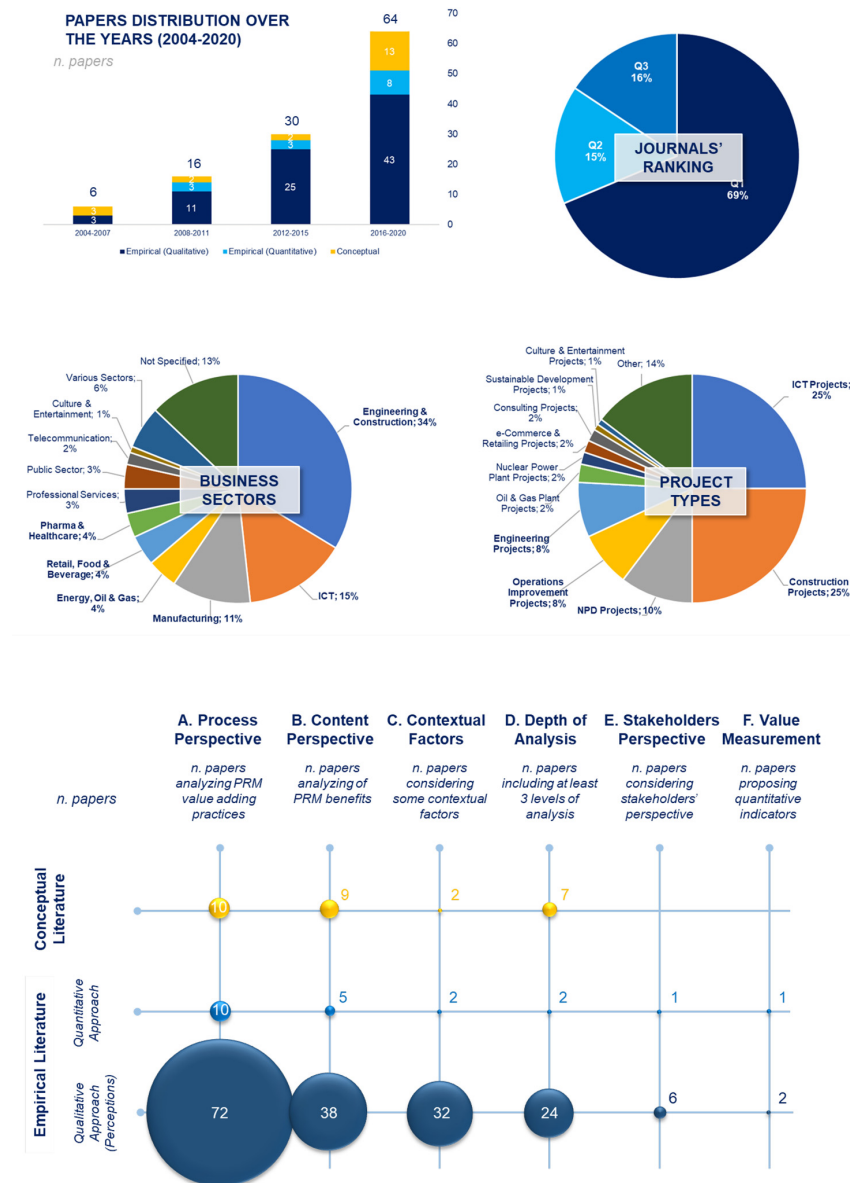 PAPERS DISTRIBUTION OVER
THE YEARS (2004-2020)
n. papers
70
60
50
40
30
20
10
0
6
3
3
16
2
3
11
30
2
3
25
64
13
8
43
2004-2007
2008-2011
2012-2015
2016-2020
Empirical (Qualitative)
Empirical (Quantitative)
Conceptual
Q3
16%
Q2
15%
JOURNALS'
RANKING
Q1
69%
Not Specified; 13%
Various Sectors;
6%
Culture &
Entertainment; 1%
Telecommunication;
2%
Public Sector; 3%
Professional Services;
3%
Pharma &
Healthcare; 4%
Retail, Food &
Beverage; 4%
Energy, Oil & Gas;
4%
Manufacturing; 11%
ICT; 15%
Engineering &
Construction; 34%
BUSINESS
SECTORS
Culture & Entertainment
Projects; 1%
Other; 14%
Sustainable Development
Projects; 1%
Consulting Projects;
2%
e-Commerce &
Retailing Projects; 2%
Nuclear Power
Plant Projects; 2%
Oil & Gas Plant
Projects; 2%
Engineering
Projects; 8%
Operations
Improvement
Projects; 8%
NPD Projects; 10%
Construction
Projects; 25%
ICT Projects;
25%
PROJECT
TYPES
A. Process
Perspective
B. Content
Perspective
C. Contextual
Factors
D. Depth of
Analysis
E. Stakeholders
Perspective
F. Value
Measurement
n. papers
n. papers
analyzing PRM
value adding
practices
n. papers
analyzing of
PRM benefits
n. papers
considering
some contextual
factors
n. papers
including at least
3 levels of
analysis
n. papers
considering
stakeholders'
perspective
n. papers
proposing
quantitative
indicators
Conceptual
Literature
10
9
2
7
Empirical Literature
Quantitative
Approach
10
5
2
2
1
1
Qualitative
Approach
(Perceptions)
72
38
32
24
6
2